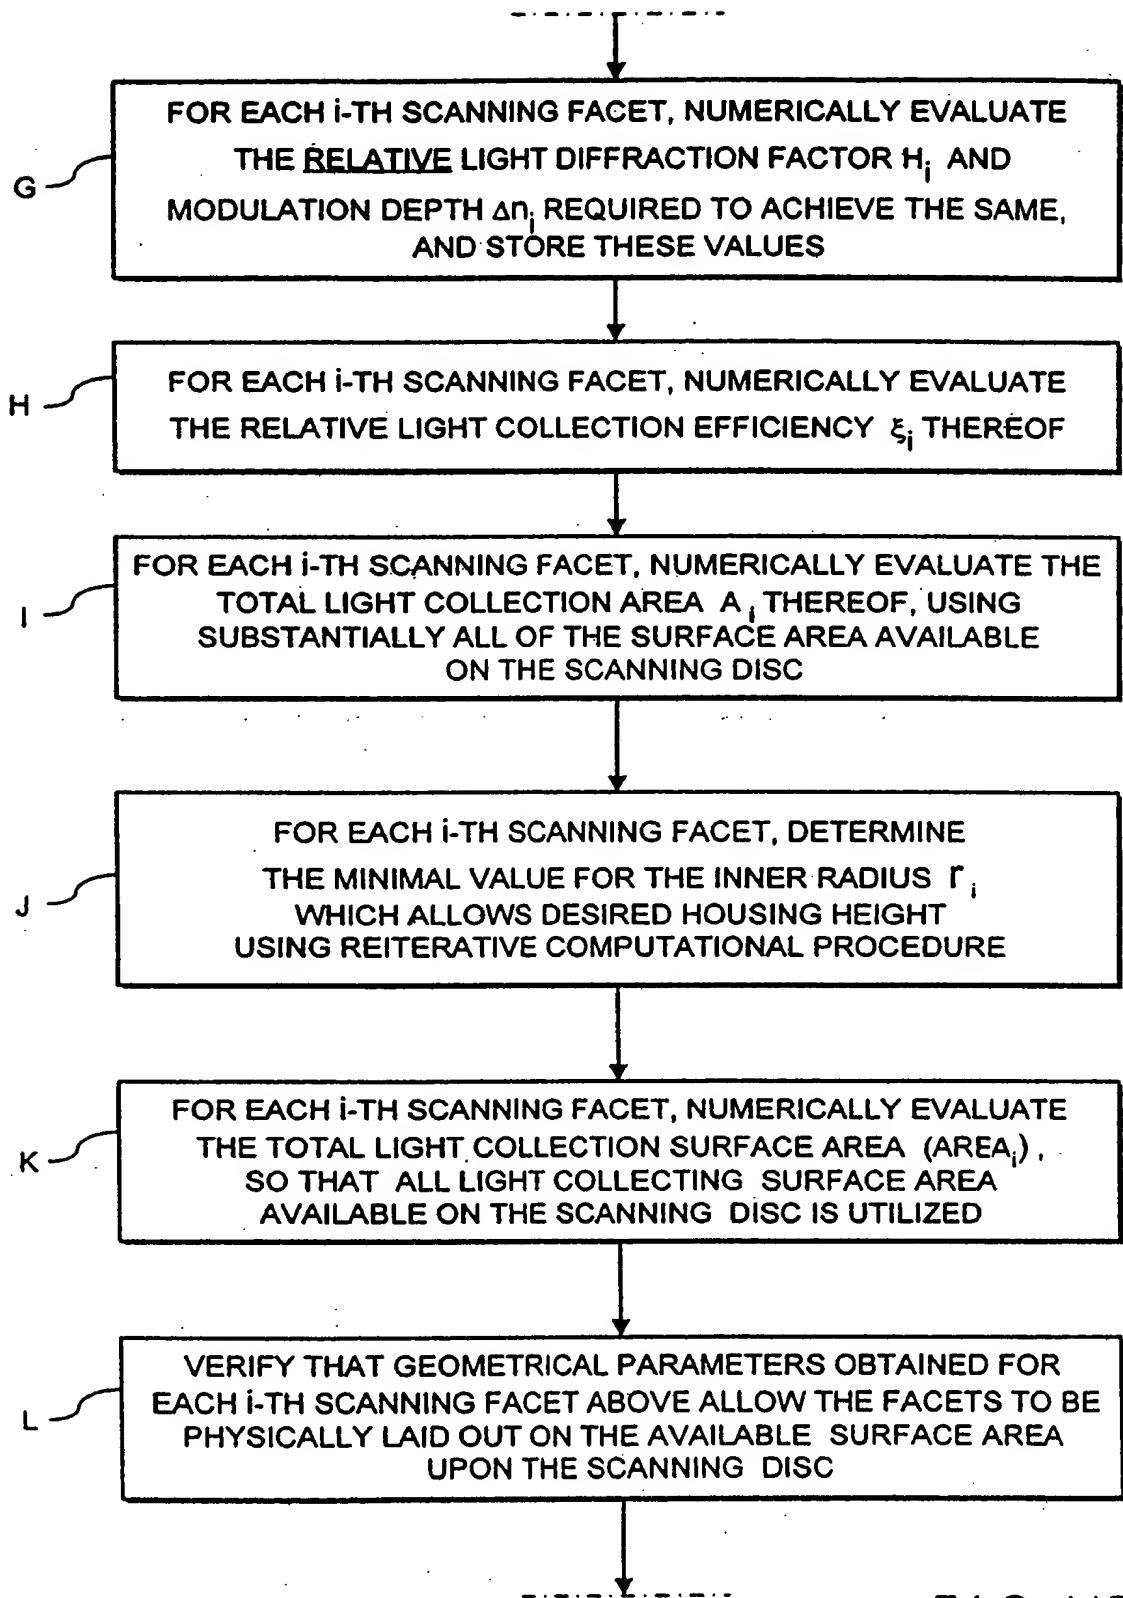 FOR EACH i-TH SCANNING FACET, NUMERICALLY EVALUATE
THE RELATIVE LIGHT DIFFRACTION FACTOR Hi AND
MODULATION DEPTH Δni REQUIRED TO ACHIEVE THE SAME,
AND STORE THESE VALUES
G
FOR EACH i-TH SCANNING FACET, NUMERICALLY EVALUATE
THE RELATIVE LIGHT COLLECTION EFFICIENCY ξi THEREOF
H
FOR EACH i-TH SCANNING FACET, NUMERICALLY EVALUATE THE
TOTAL LIGHT COLLECTION AREA Ai THEREOF, USING
SUBSTANTIALLY ALL OF THE SURFACE AREA AVAILABLE
ON THE SCANNING DISC
I
FOR EACH i-TH SCANNING FACET, DETERMINE
THE MINIMAL VALUE FOR THE INNER RADIUS ri
WHICH ALLOWS DESIRED HOUSING HEIGHT
USING REITERATIVE COMPUTATIONAL PROCEDURE
J
FOR EACH i-TH SCANNING FACET, NUMERICALLY EVALUATE
THE TOTAL LIGHT COLLECTION SURFACE AREA (AREAi),
SO THAT ALL LIGHT COLLECTING SURFACE AREA
AVAILABLE ON THE SCANNING DISC IS UTILIZED
K
VERIFY THAT GEOMETRICAL PARAMETERS OBTAINED FOR
EACH i-TH SCANNING FACET ABOVE ALLOW THE FACETS TO BE
PHYSICALLY LAID OUT ON THE AVAILABLE SURFACE AREA
UPON THE SCANNING DISC
L